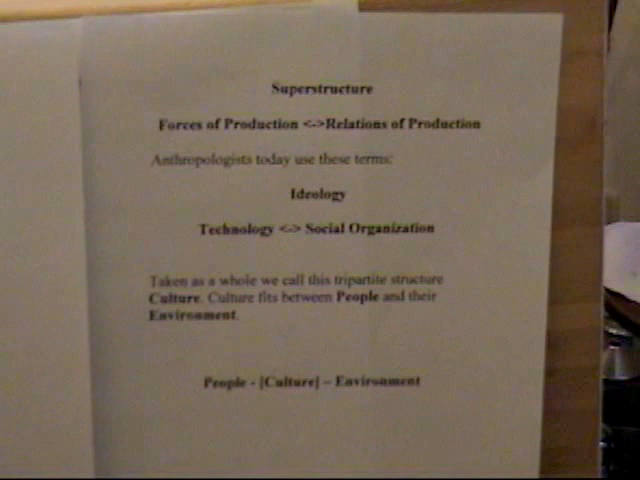 Superstructure
Forces of Production <->Relations of Production
Anthropologists today use these terms:
Ideology
Technology <-> Social Organization
Taken as a whole we call this tripartite structure
Culture. Culture fits between People and their
Environment.
People - [Culture] – Environment